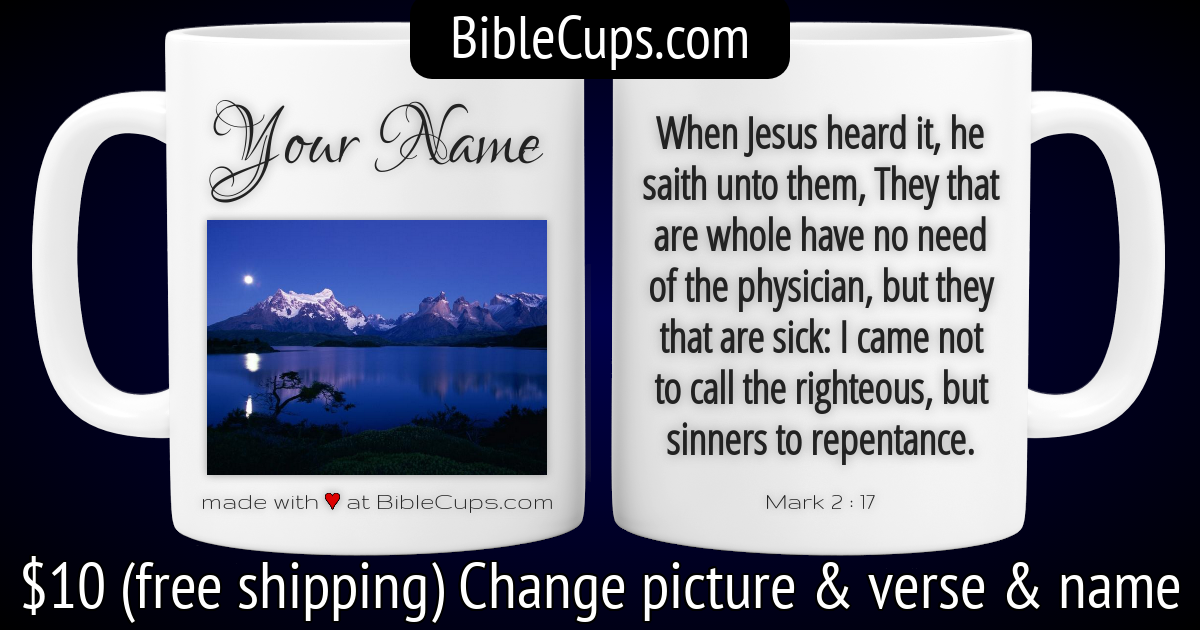 BibleCups.com
Your Name
made with ♥ at BibleCups.com
When Jesus heard it, he
saith unto them, They that
are whole have no need
of the physician, but they
that are sick: I came not
to call the righteous, but
sinners to repentance.
Mark 2 : 17
$10 (free shipping) Change picture & verse & name